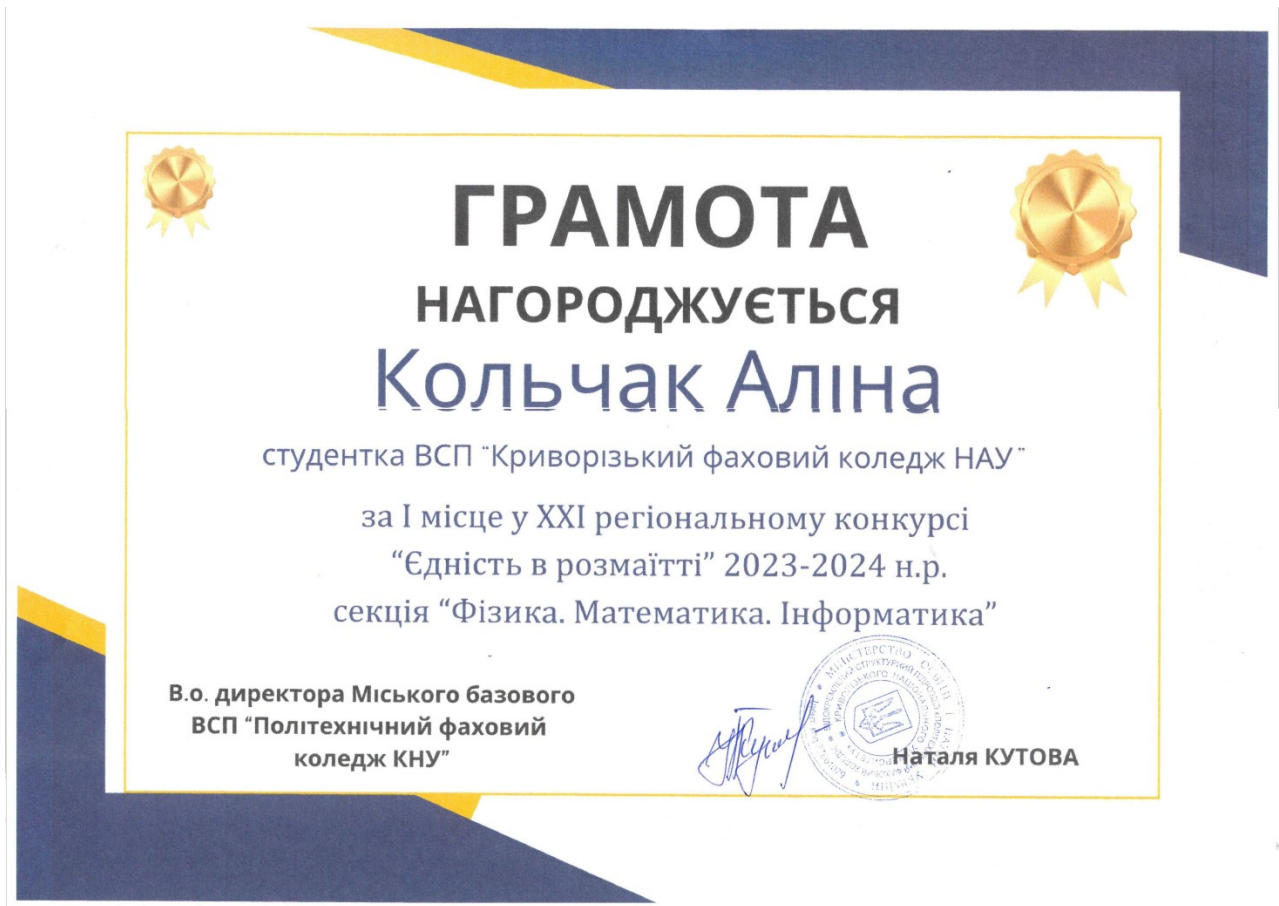 ГРАМОТА
НАГОРОДЖУЄТЬСЯ
Кольчак Аліна
студентка ВСП "Криворізький фаховий коледж НАУ"
за І місце у ХХІ регіональному конкурсі
“Єдність в розмаїтті” 2023-2024 н.р.
секція “Фізика. Математика. Інформатика”
В.о. директора Міського базового
ВСП “Політехнічний фаховий
коледж КНУ”
Наталя КУТОВА